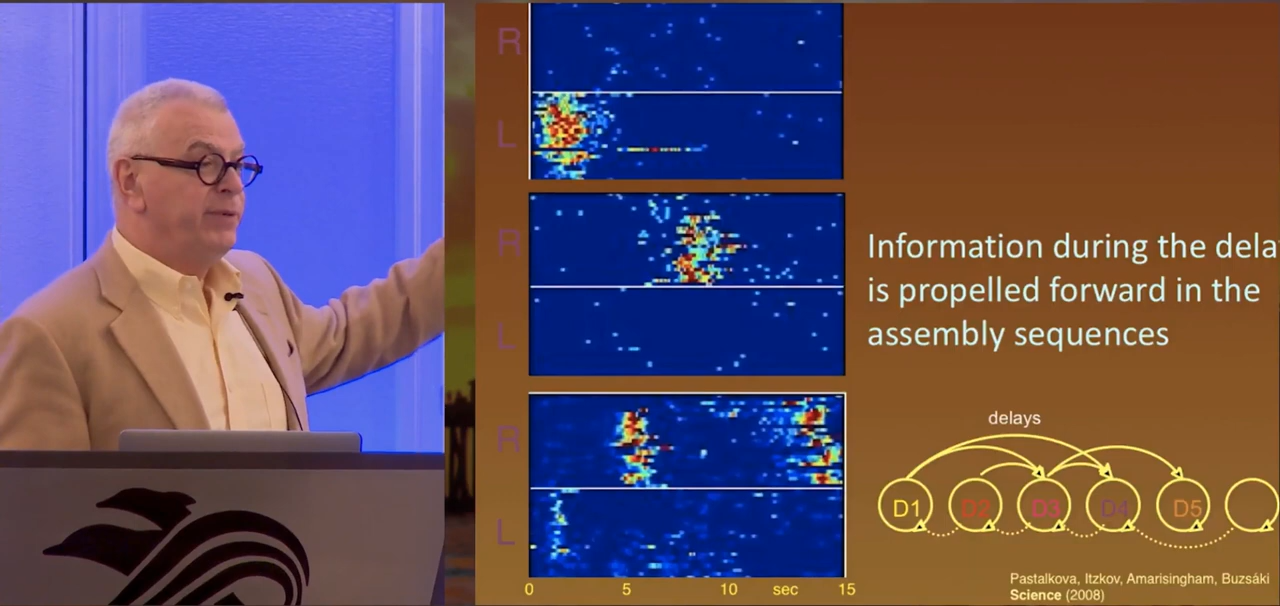 R
L
R
L
R
L
0 5 10 sec 15
Information during the dela
is propelled forward in the
assembly sequences
delays
D1 D2 D3 D4 D5
Pastalkova, Itzkov, Amarisingham, Buzsáki
Science (2008)